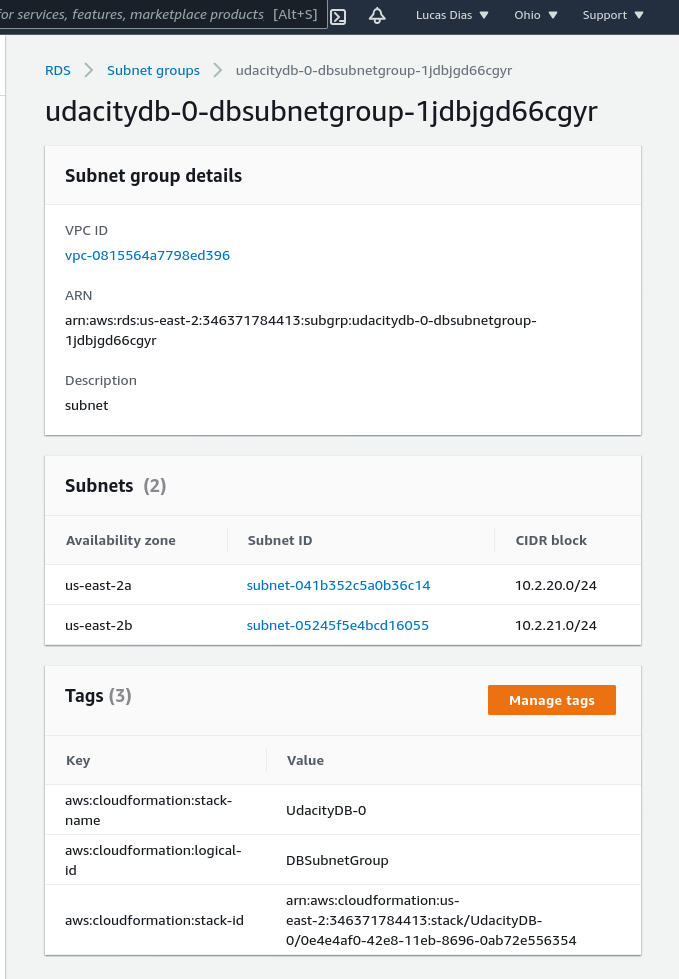 for services, features, marketplace products [Alt+S]
Lucas Dias Ohio Support
RDS Subnet groups udacitydb-0-dbsubnetgroup-1jdbjgd66cgyr
udacitydb-0-dbsubnetgroup-1jdbjgd66cgyr
Subnet group details
VPC ID
vpc-0815564a7798ed396
ARN
arn:aws:rds:us-east-2:346371784413:subgrp:udacitydb-0-dbsubnetgroup-
1jdbjgd66cgyr
Description
subnet
Subnets (2)
Availability zone Subnet ID CIDR block
us-east-2a subnet-041b352c5a0b36c14 10.2.20.0/24
us-east-2b subnet-05245f5e4bcd16055 10.2.21.0/24
Tags (3)
Manage tags
Key Value
aws:cloudformation:stack-
name
UdacityDB-0
aws:cloudformation:logical-
id
DBSubnetGroup
aws:cloudformation:stack-id
arn:aws:cloudformation:us-
east-2:346371784413:stack/UdacityDB-
0/0e4e4af0-42e8-11eb-8696-0ab72e556354